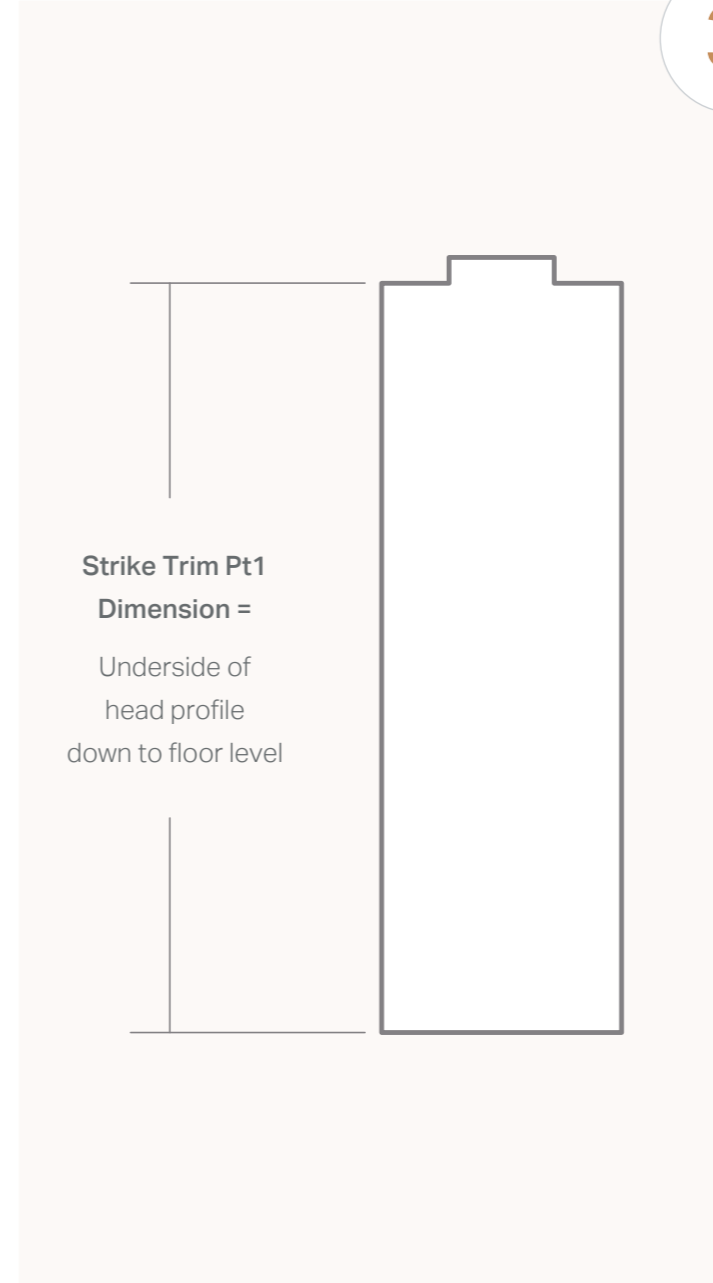 Strike Trim Pt1
Dimension =
Underside of
head profile
down to floor level